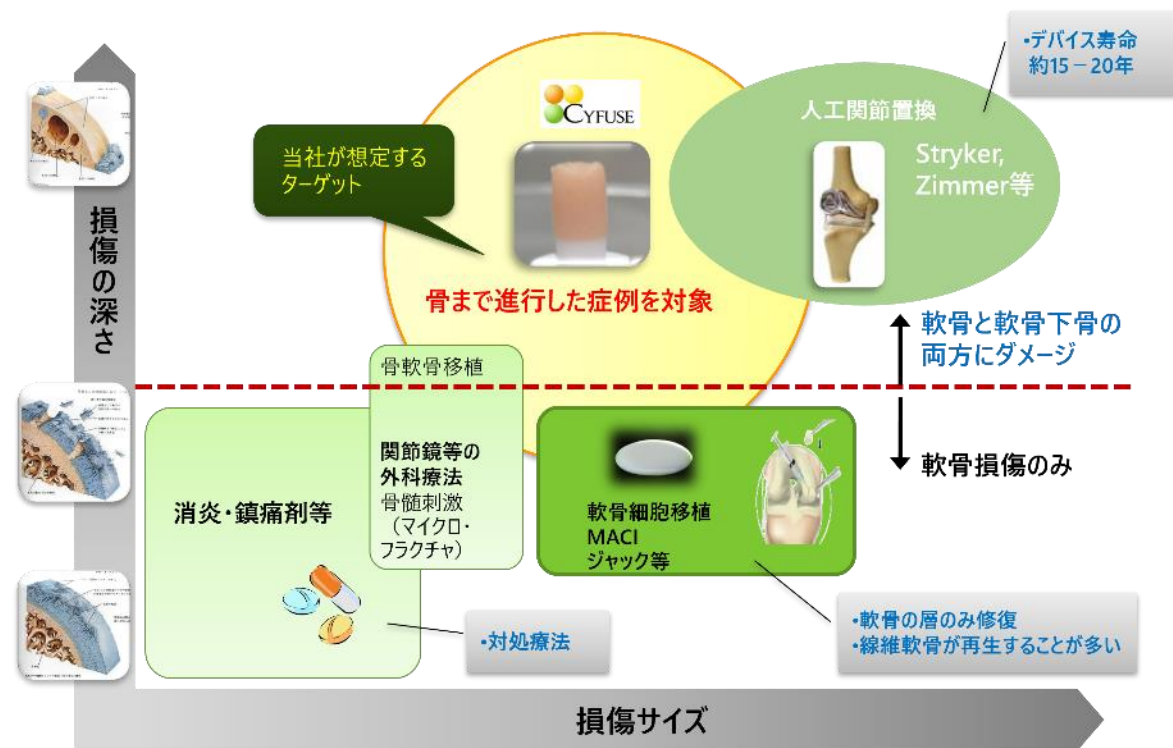 ・デバイス寿命
約15－20年
CYFUSE
人工関節置換
Stryker,
Zimmer等
当社が想定する
ターゲット
損傷の深さ
骨まで進行した症例を対象
軟骨と軟骨下骨の
両方にダメージ
骨軟骨移植
関節鏡等の
外科療法
骨髄刺激
（マイクロ・
フラクチャ）
軟骨損傷のみ
消炎・鎮痛剤等
軟骨細胞移植
MACI
ジャック等
・対処療法
・軟骨の層のみ修復
・線維軟骨が再生することが多い
損傷サイズ